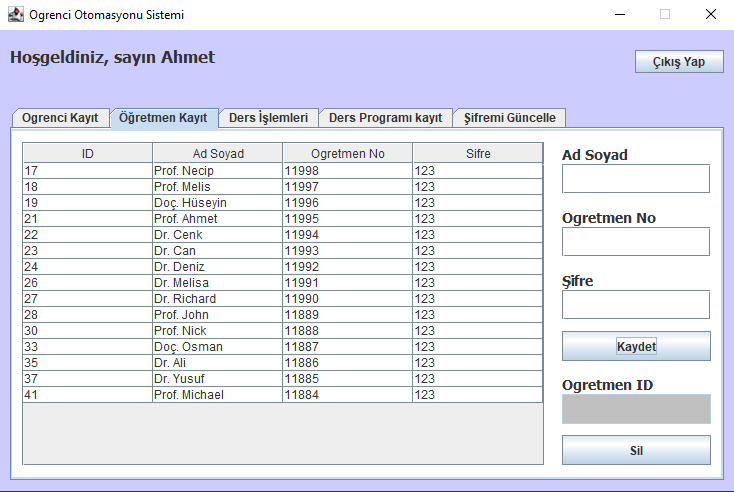 Ogrenci Otomasyonu Sistemi
Hoşgeldiniz, sayın Ahmet
Çıkış Yap
Ogrenci Kayıt Öğretmen Kayıt Ders İşlemleri Ders Programı kayıt Şifremi Güncelle
ID Ad Soyad Ogretmen No Sifre
17 Prof. Necip 11998 123
18 Prof. Melis 11997 123
19 Doç. Hüseyin 11996 123
21 Prof. Ahmet 11995 123
22 Dr. Cenk 11994 123
23 Dr. Can 11993 123
24 Dr. Deniz 11992 123
26 Dr. Melisa 11991 123
27 Dr. Richard 11990 123
28 Prof. John 11889 123
30 Prof. Nick 11888 123
33 Doç. Osman 11887 123
35 Dr. Ali 11886 123
37 Dr. Yusuf 11885 123
41 Prof. Michael 11884 123
Ad Soyad
Ogretmen No
Şifre
Kaydet
Ogretmen ID
Sil